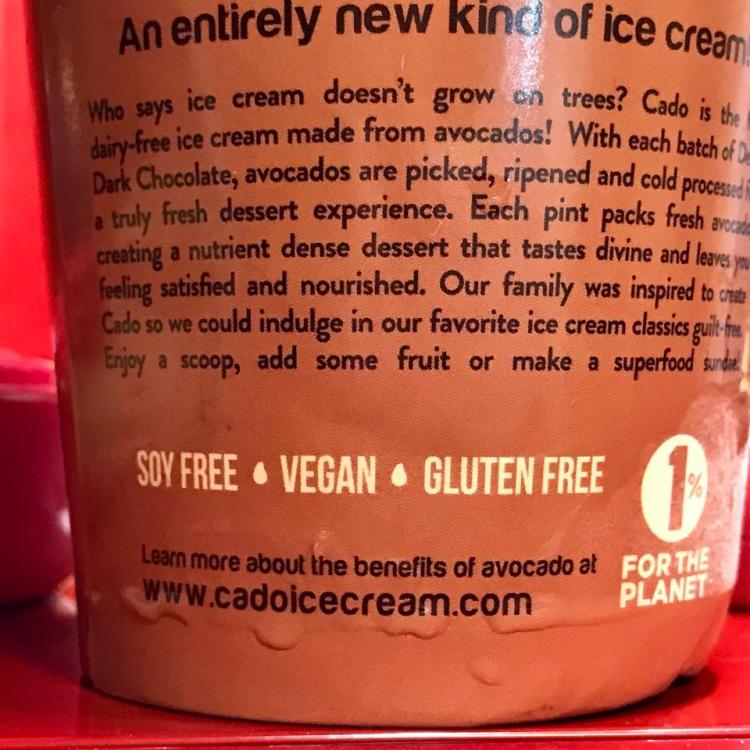 An entirely new kind of ice cream!
Who says ice cream doesn't grow on trees? Cado is the
dairy-free ice cream made from avocados! With each batch of
Dark Chocolate, avocados are picked, ripened and cold processed
a truly fresh dessert experience. Each pint packs fresh
creating a nutrient dense dessert that tastes divine and leaves
feeling satisfied and nourished. Our family was inspired to create
Cado so we could indulge in our favorite ice cream classics guilt-free.
Enjoy a scoop, add some fruit or make a superfood sundae.
SOY FREE VEGAN GLUTEN FREE
1%
FOR THE
PLANET
Learn more about the benefits of avocado at
www.cadoicecream.com